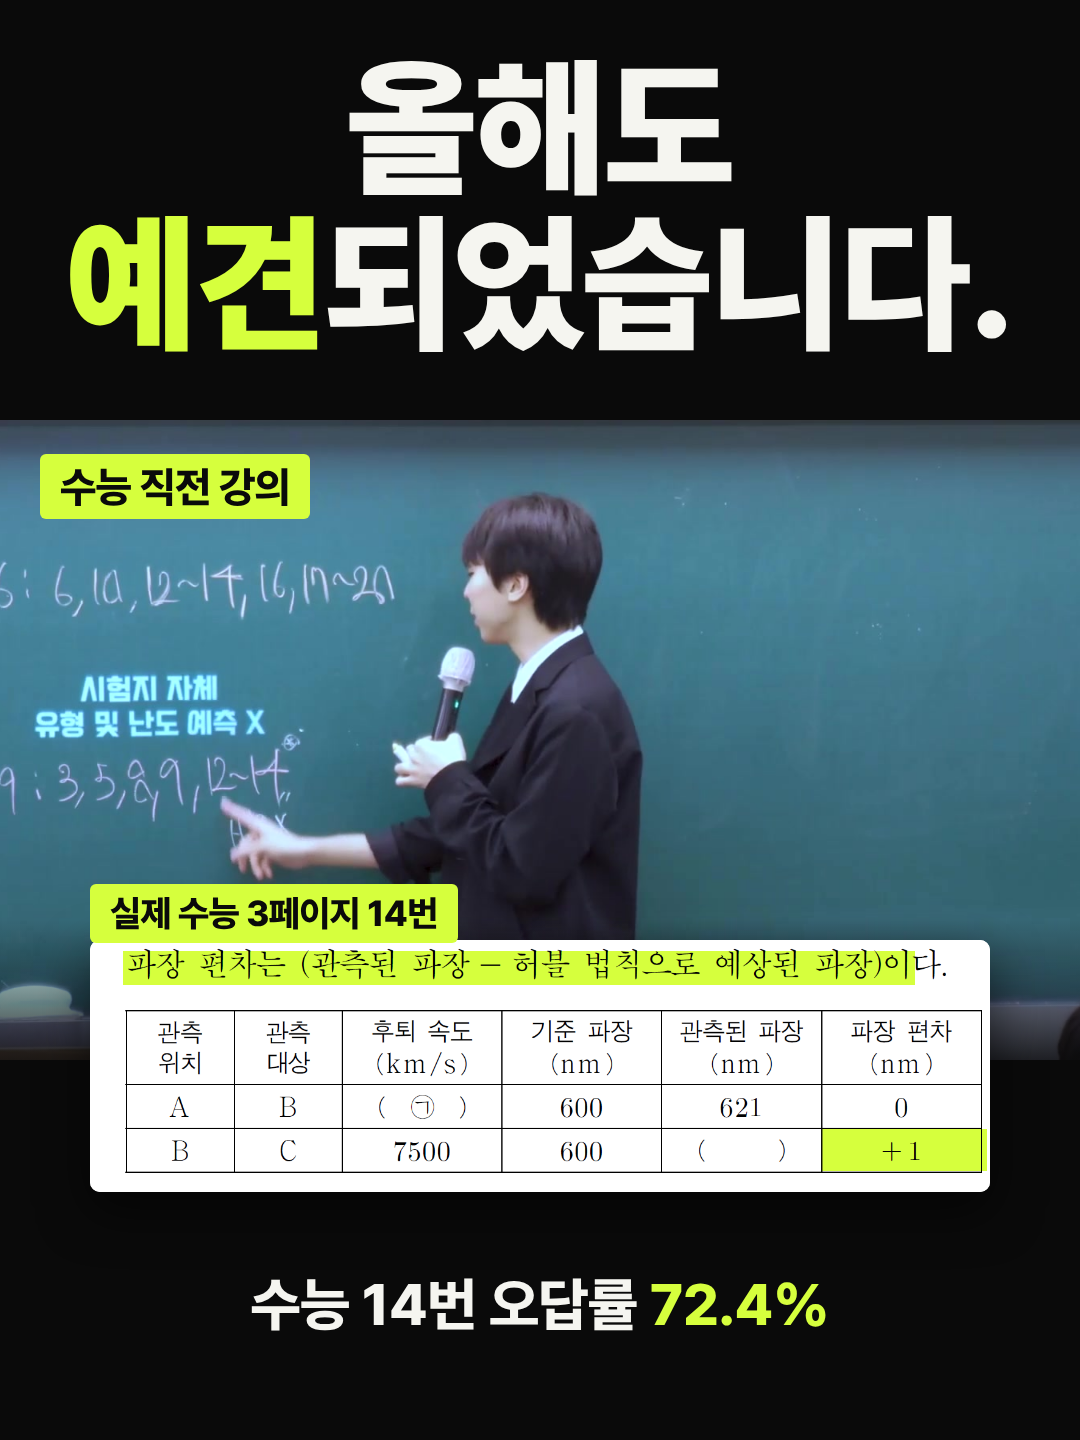 올해도
예견되었습니다.
수능 직전 강의
6: 6, 10, 12~14, 16, 17~20
시험지 자체
유형 및 난도 예측 X
9: 3, 5, 8, 9, 12~14,
실제 수능 3페이지 14번
파장 편차는 (관측된 파장 - 허블 법칙으로 예상된 파장)이다.
관측 위치 관측 대상 후퇴 속도 (km/s) 기준 파장 (nm) 관측된 파장 (nm) 파장 편차 (nm)
A B ( ㉠ ) 600 621 0
B C 7500 600 ( ) +1
수능 14번 오답률 72.4%